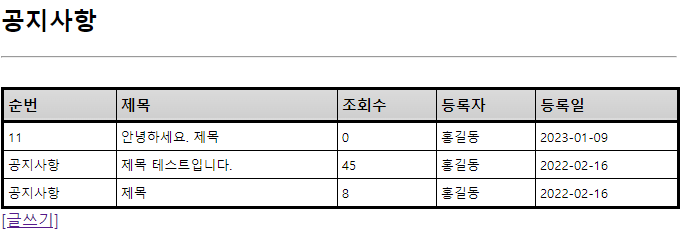 공지사항
순번 제목 조회수 등록자 등록일
11 안녕하세요. 제목 0 홍길동 2023-01-09
공지사항 제목 테스트입니다. 45 홍길동 2022-02-16
공지사항 제목 8 홍길동 2022-02-16
[글쓰기]